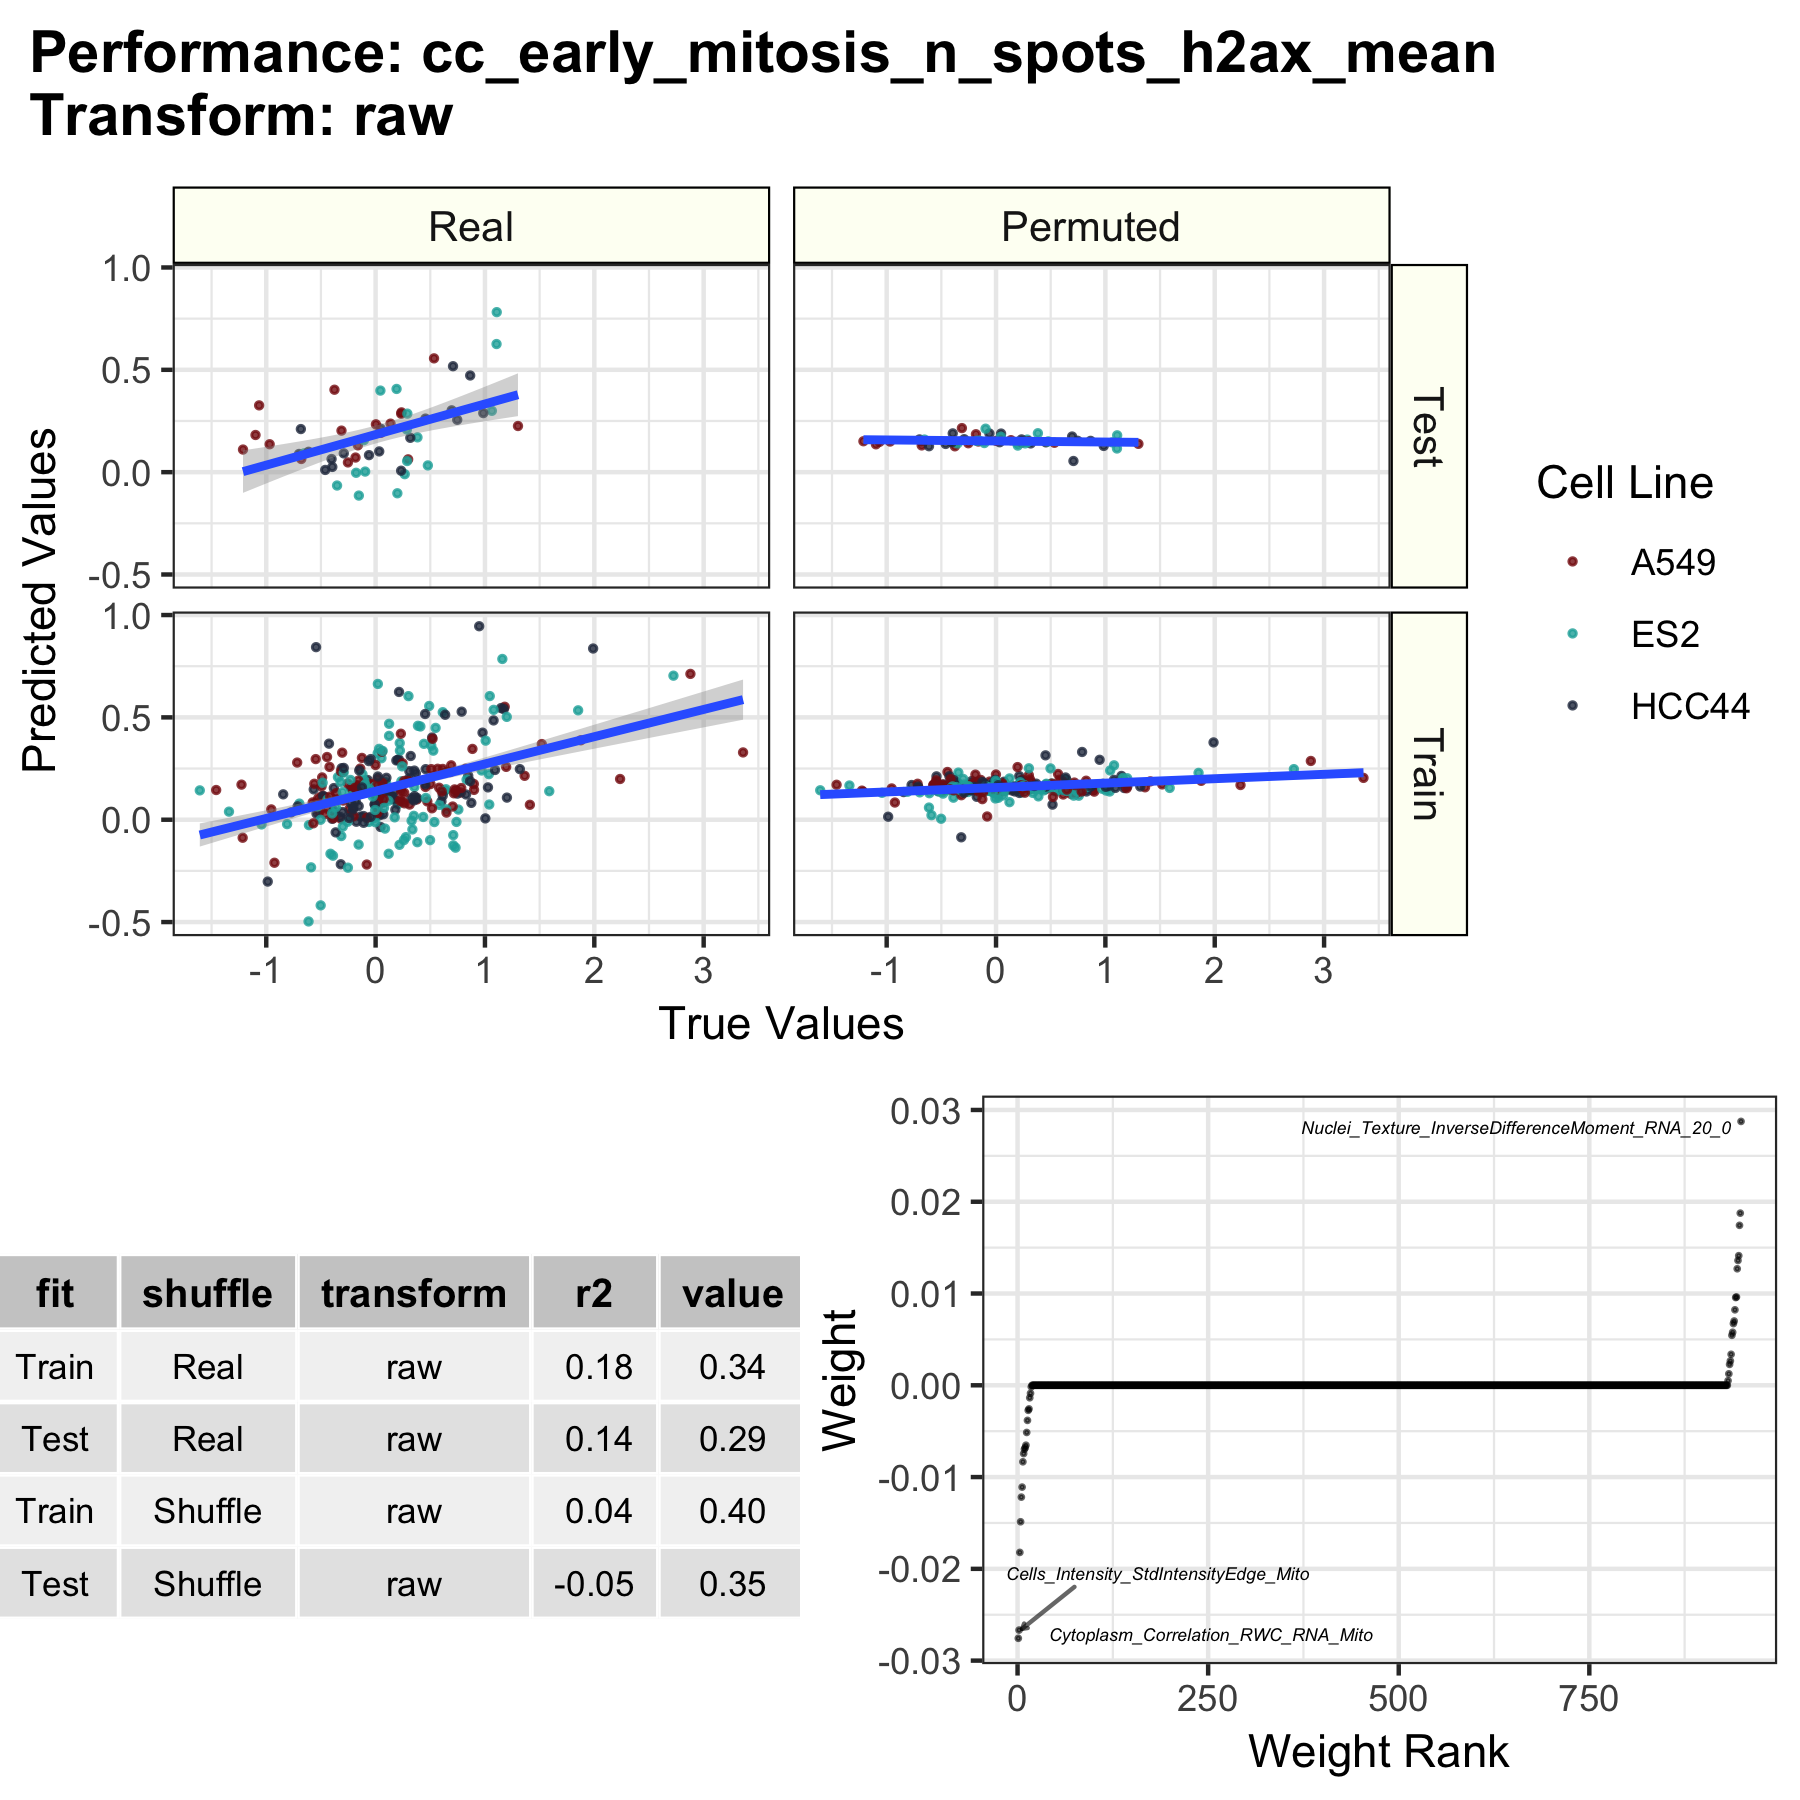 Performance: cc_early_mitosis_n_spots_h2ax_mean
Transform: raw
Real
Permuted
1.0
0.5
0.0
-0.5
Test
1.0
0.5
0.0
-0.5
Train
Predicted Values
-1 0 1 2 3
-1 0 1 2 3
True Values
Cell Line
A549
ES2
HCC44
fit shuffle transform r2 value
Train Real raw 0.18 0.34
Test Real raw 0.14 0.29
Train Shuffle raw 0.04 0.40
Test Shuffle raw -0.05 0.35
Weight
0.03
0.02
0.01
0.00
-0.01
-0.02
-0.03
Nuclei_Texture_InverseDifferenceMoment_RNA_20_0
Cells_Intensity_StdIntensityEdge_Mito
Cytoplasm_Correlation_RWC_RNA_Mito
0 250 500 750
Weight Rank